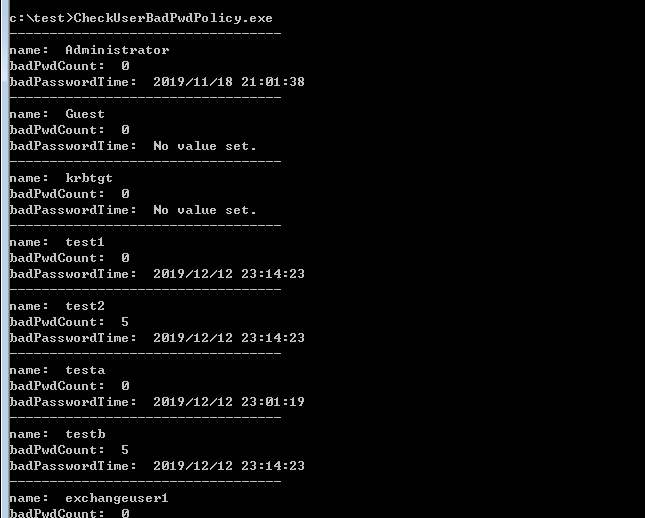 c:\test>CheckUserBadPwdPolicy.exe
----------------------------------
name:  Administrator
badPwdCount:  0
badPasswordTime:  2019/11/18 21:01:38
----------------------------------
name:  Guest
badPwdCount:  0
badPasswordTime:  No value set.
----------------------------------
name:  krbtgt
badPwdCount:  0
badPasswordTime:  No value set.
----------------------------------
name:  test1
badPwdCount:  0
badPasswordTime:  2019/12/12 23:14:23
----------------------------------
name:  test2
badPwdCount:  5
badPasswordTime:  2019/12/12 23:14:23
----------------------------------
name:  testa
badPwdCount:  0
badPasswordTime:  2019/12/12 23:01:19
----------------------------------
name:  testb
badPwdCount:  5
badPasswordTime:  2019/12/12 23:14:23
----------------------------------
name:  exchangeuser1
badPwdCount:  0